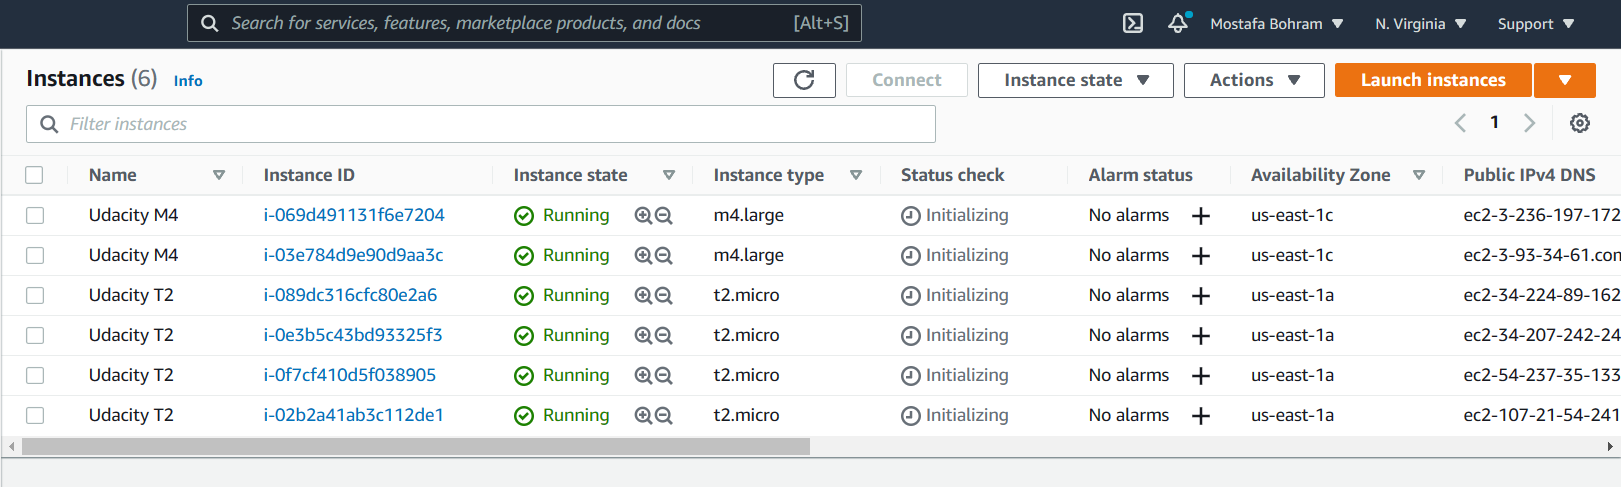 Search for services, features, marketplace products, and docs [Alt+S] Mostafa Bohram N. Virginia Support
Instances (6) Info Connect Instance state Actions Launch instances
Filter instances 1
Name Instance ID Instance state Instance type Status check Alarm status Availability Zone Public IPv4 DNS
Udacity M4 i-069d491131f6e7204 Running m4.large Initializing No alarms us-east-1c ec2-3-236-197-172
Udacity M4 i-03e784d9e90d9aa3c Running m4.large Initializing No alarms us-east-1c ec2-3-93-34-61.com
Udacity T2 i-089dc316cfc80e2a6 Running t2.micro Initializing No alarms us-east-1a ec2-34-224-89-162
Udacity T2 i-0e3b5c43bd93325f3 Running t2.micro Initializing No alarms us-east-1a ec2-34-207-242-24
Udacity T2 i-0f7cf410d5f038905 Running t2.micro Initializing No alarms us-east-1a ec2-54-237-35-133
Udacity T2 i-02b2a41ab3c112de1 Running t2.micro Initializing No alarms us-east-1a ec2-107-21-54-241